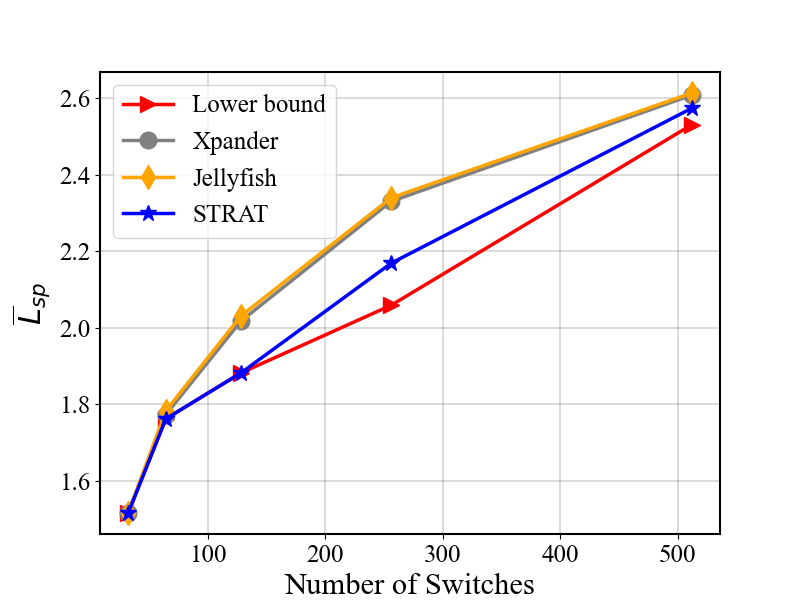 2.6
2.4
2.2
2.0
1.8
1.6
L̅sp
Lower bound
Xpander
Jellyfish
STRAT
100 200 300 400 500
Number of Switches